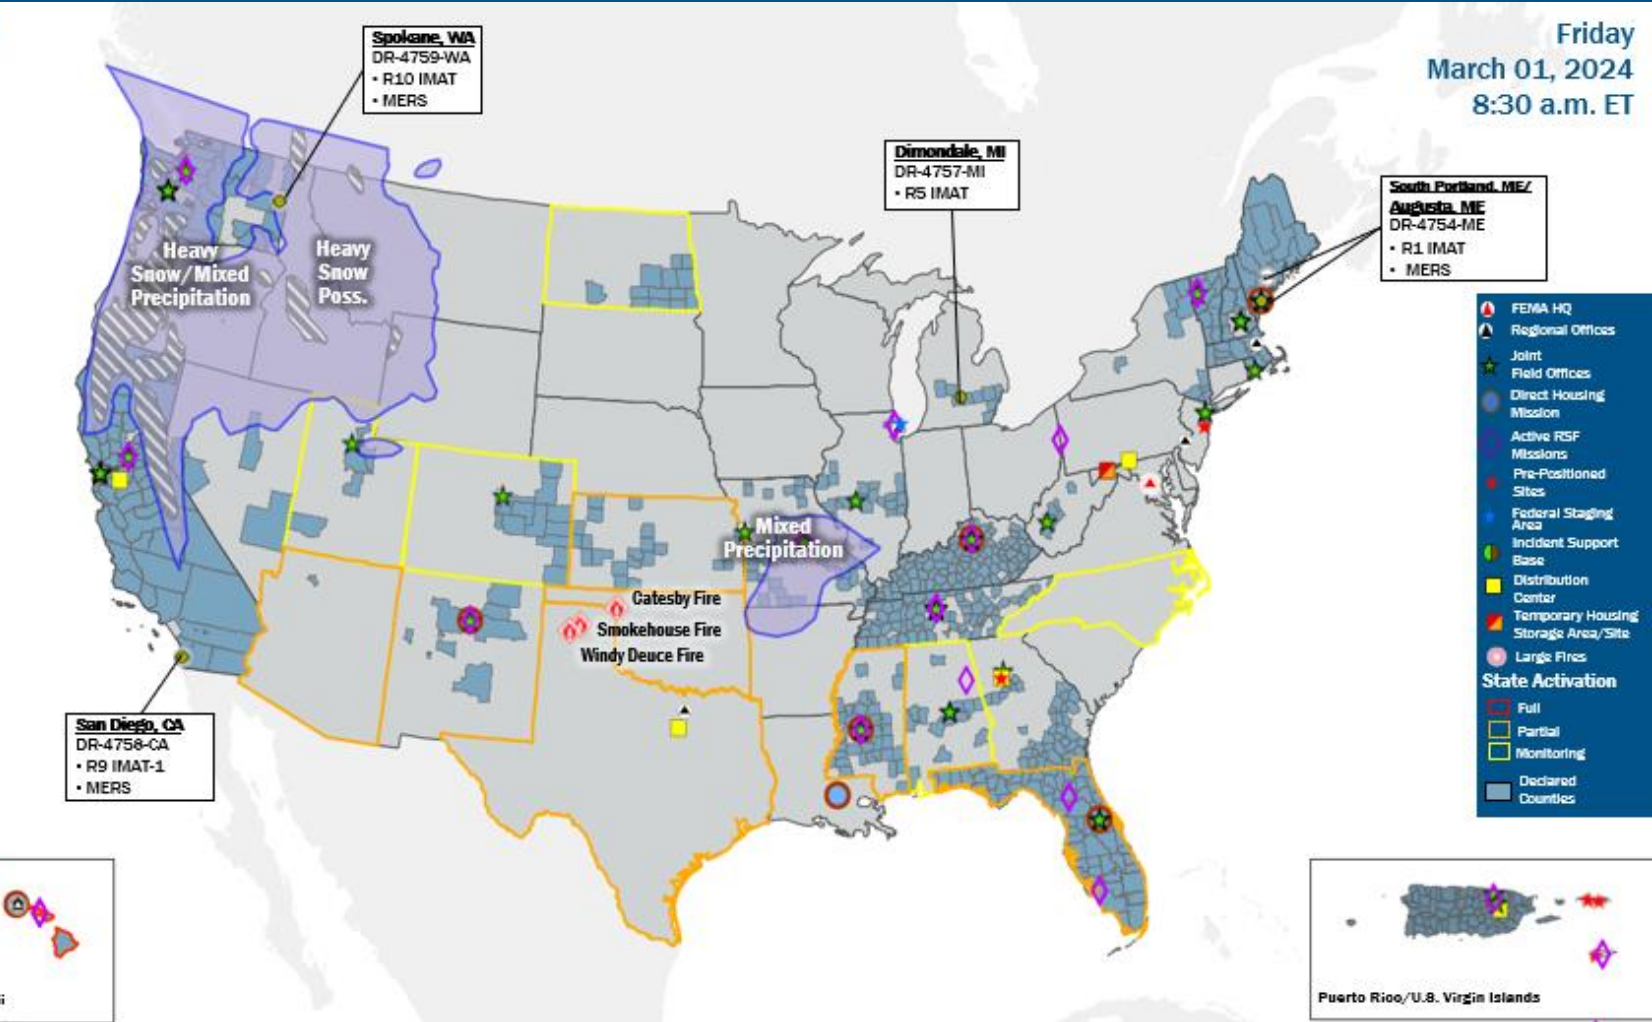 Friday
March 01, 2024
8:30 a.m. ET
Spokane, WA
DR-4759-WA
• R10 IMAT
• MERS
Dimondale, MI
DR-4757-MI
• R5 IMAT
South Portland, ME/
Augusta, ME
DR-4754-ME
• R1 IMAT
• MERS
Heavy
Snow/Mixed
Precipitation
Heavy
Snow
Poss.
Mixed
Precipitation
Catesby Fire
Smokehouse Fire
Windy Deuce Fire
San Diego, CA
DR-4758-CA
• R9 IMAT-1
• MERS
FEMA HQ
Regional Offices
Joint
Field Offices
Direct Housing
Mission
Active RSF
Missions
Pre-Positioned
Sites
Federal Staging
Area
Incident Support
Base
Distribution
Center
Temporary Housing
Storage Area/Site
Large Fires
State Activation
Full
Partial
Monitoring
Declared
Counties
Puerto Rico/U.S. Virgin Islands